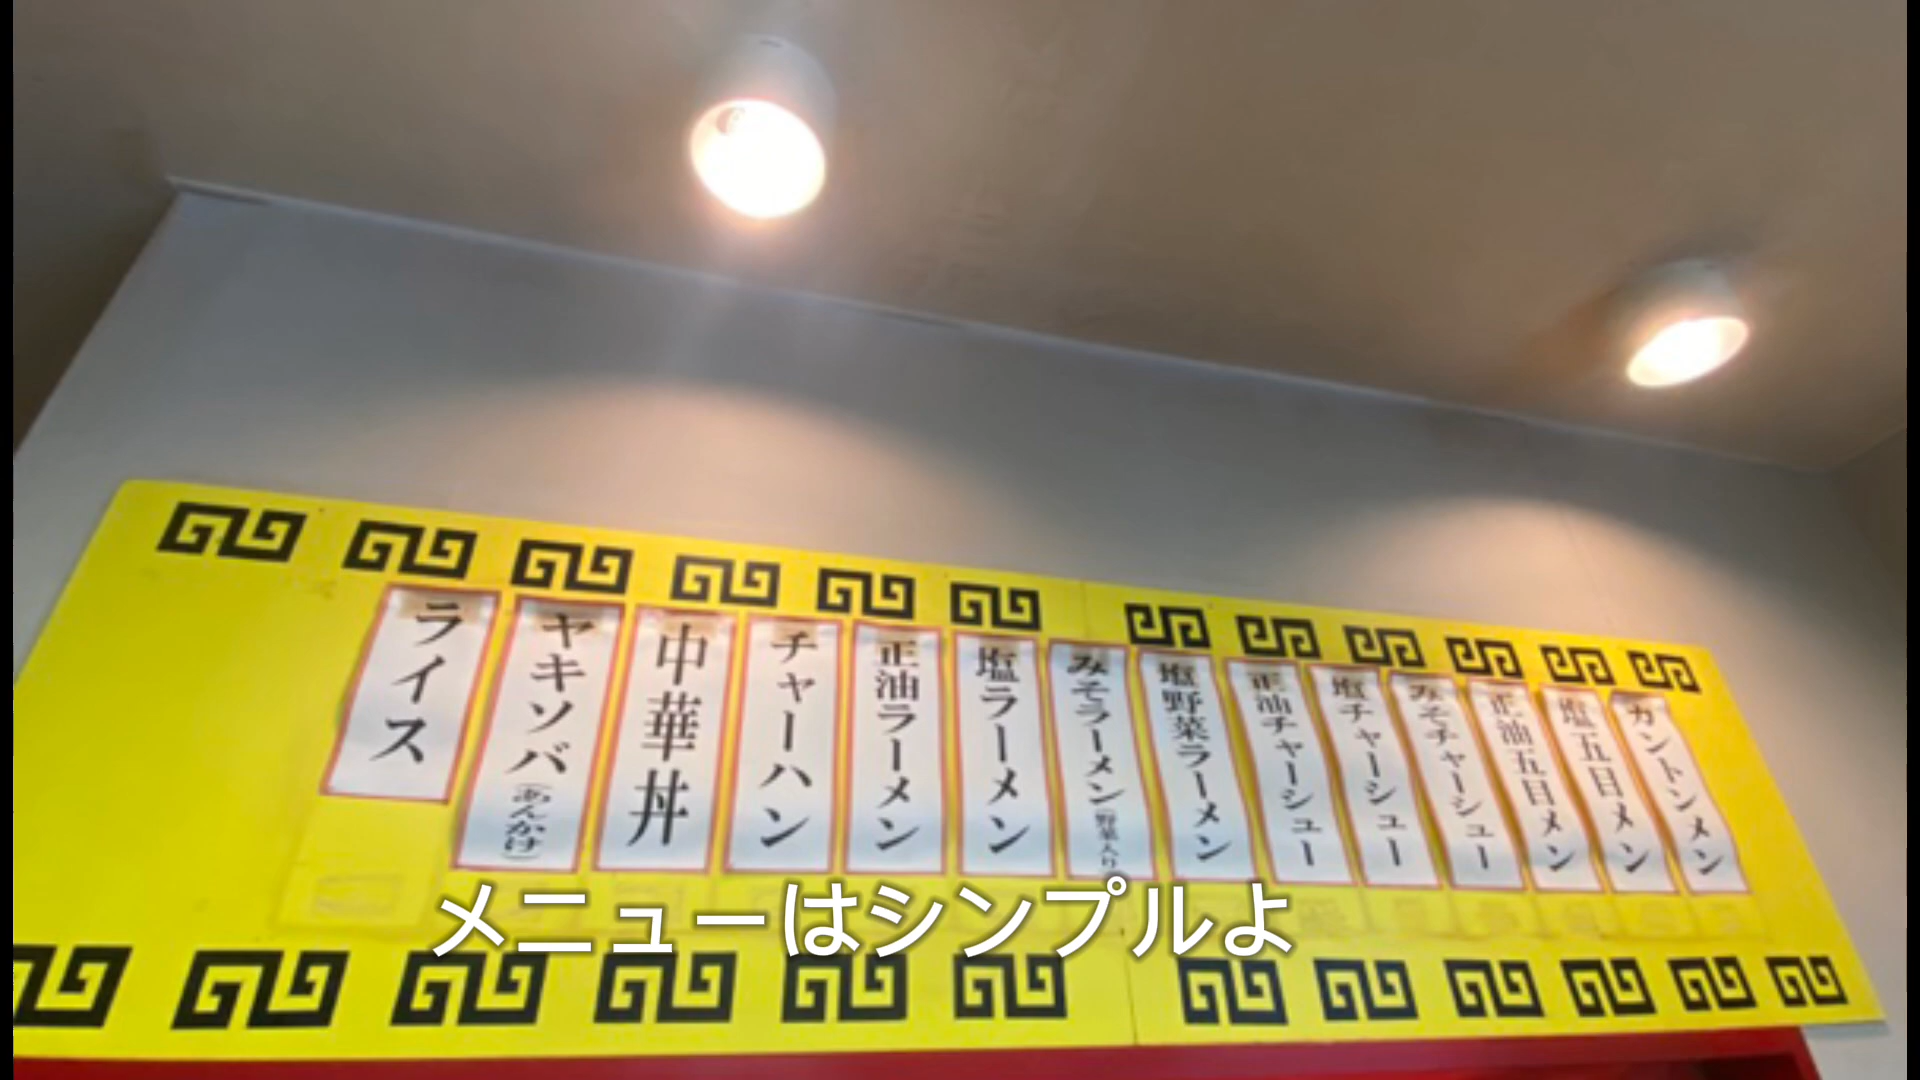 カントンメン
塩五目メン
正油五目メン
みそチャーシュー
塩チャーシュー
正油チャーシュー
塩野菜ラーメン
みそラーメン(野菜入り)
塩ラーメン
正油ラーメン
チャーハン
中華丼
ヤキソバ(あんかけ)
ライス
メニューはシンプルよ